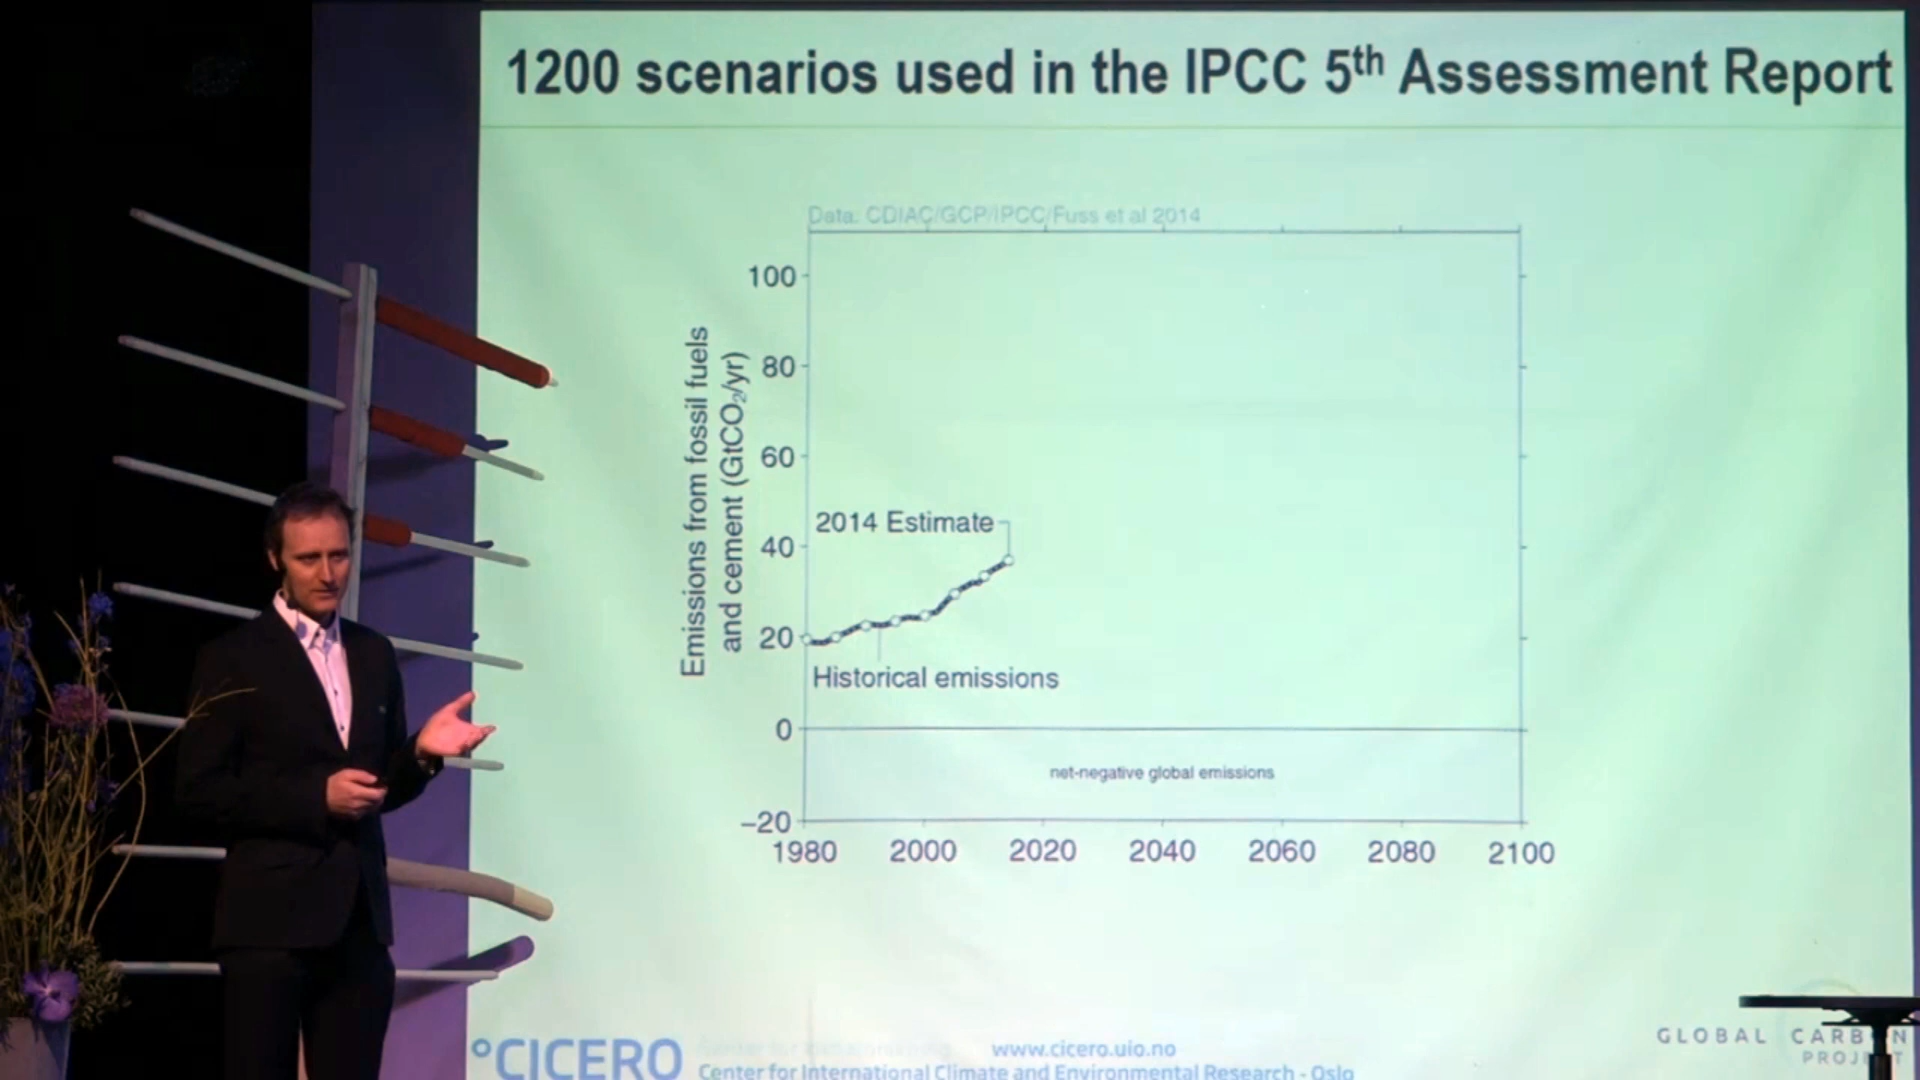 1200 scenarios used in the IPCC 5th Assessment Report
Data: CDIAC/GCP/IPCC/Fuss et al 2014
Emissions from fossil fuels
and cement (GtCO₂/yr)
100
80
60
40
20
0
−20
2014 Estimate
Historical emissions
net-negative global emissions
1980 2000 2020 2040 2060 2080 2100
°CICERO
www.cicero.uio.no
Center for International Climate and Environmental Research - Oslo
GLOBAL CARBON
PROJECT